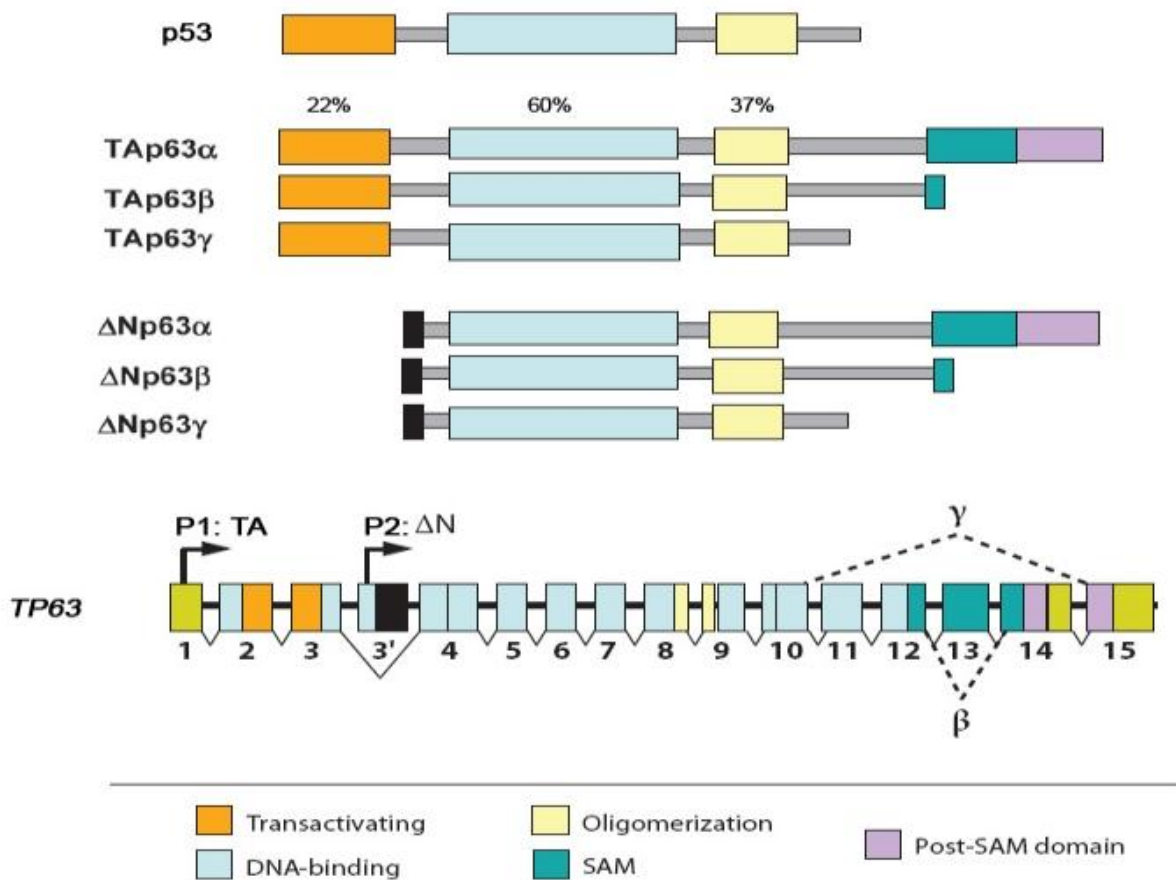 p53
22% 60% 37%
TAp63α
TAp63β
TAp63γ
ΔNp63α
ΔNp63β
ΔNp63γ
γ
P1: TA P2: ΔN
TP63
1 2 3 3' 4 5 6 7 8 9 10 11 12 13 14 15
β
Transactivating Oligomerization Post-SAM domain
DNA-binding SAM